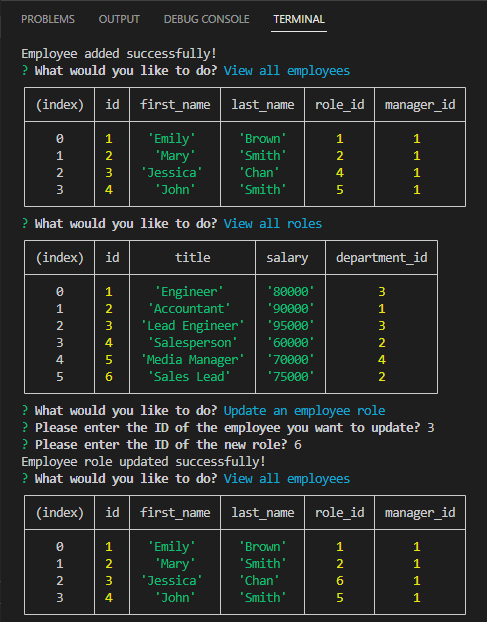 PROBLEMS OUTPUT DEBUG CONSOLE TERMINAL
Employee added successfully!
? What would you like to do? View all employees
(index) id first_name last_name role_id manager_id
0 1 'Emily' 'Brown' 1 1
1 2 'Mary' 'Smith' 2 1
2 3 'Jessica' 'Chan' 4 1
3 4 'John' 'Smith' 5 1
? What would you like to do? View all roles
(index) id title salary department_id
0 1 'Engineer' '80000' 3
1 2 'Accountant' '90000' 1
2 3 'Lead Engineer' '95000' 3
3 4 'Salesperson' '60000' 2
4 5 'Media Manager' '70000' 4
5 6 'Sales Lead' '75000' 2
? What would you like to do? Update an employee role
? Please enter the ID of the employee you want to update? 3
? Please enter the ID of the new role? 6
Employee role updated successfully!
? What would you like to do? View all employees
(index) id first_name last_name role_id manager_id
0 1 'Emily' 'Brown' 1 1
1 2 'Mary' 'Smith' 2 1
2 3 'Jessica' 'Chan' 6 1
3 4 'John' 'Smith' 5 1